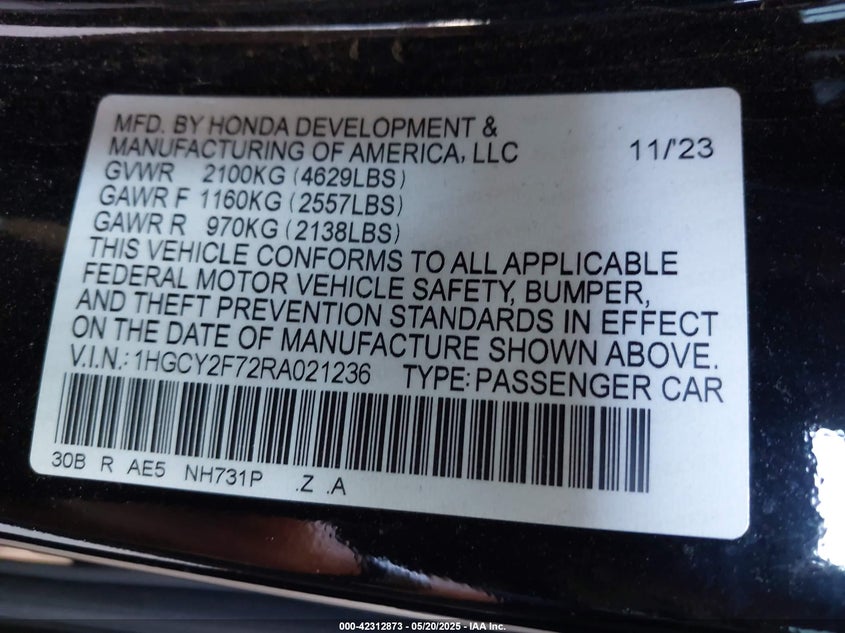 MFD. BY HONDA DEVELOPMENT &
MANUFACTURING OF AMERICA, LLC 11/'23
GVWR 2100KG (4629LBS)
GAWR F 1160KG (2557LBS)
GAWR R 970KG (2138LBS)
THIS VEHICLE CONFORMS TO ALL APPLICABLE
FEDERAL MOTOR VEHICLE SAFETY, BUMPER,
AND THEFT PREVENTION STANDARDS IN EFFECT
ON THE DATE OF MANUFACTURE SHOWN ABOVE.
V.I.N.: 1HGCY2F72RA021236 TYPE: PASSENGER CAR
30B R AE5 NH731P .Z .A
000-42312873 / 05/20/2025 - IAA Inc.